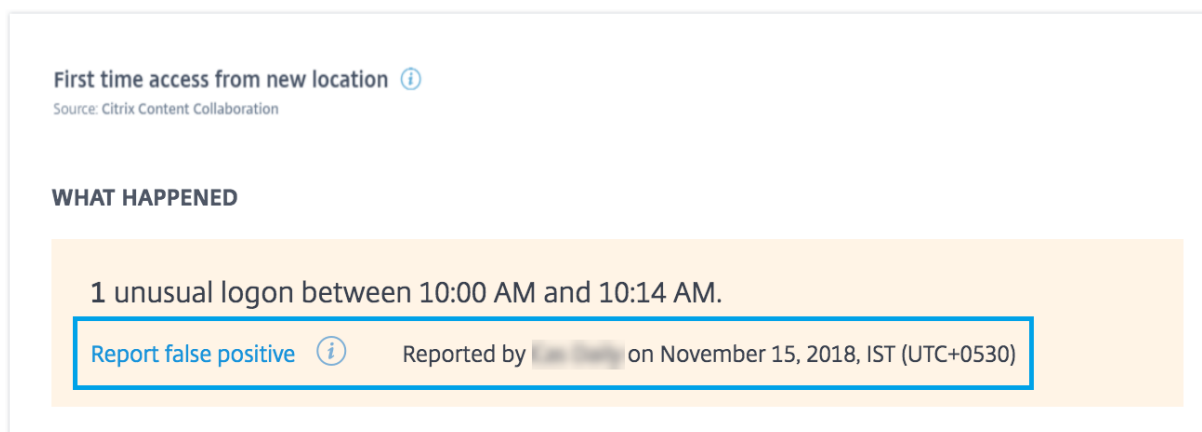 First time access from new location
Source: Citrix Content Collaboration
WHAT HAPPENED
1 unusual logon between 10:00 AM and 10:14 AM.
Report false positive i Reported by on November 15, 2018, IST (UTC+0530)